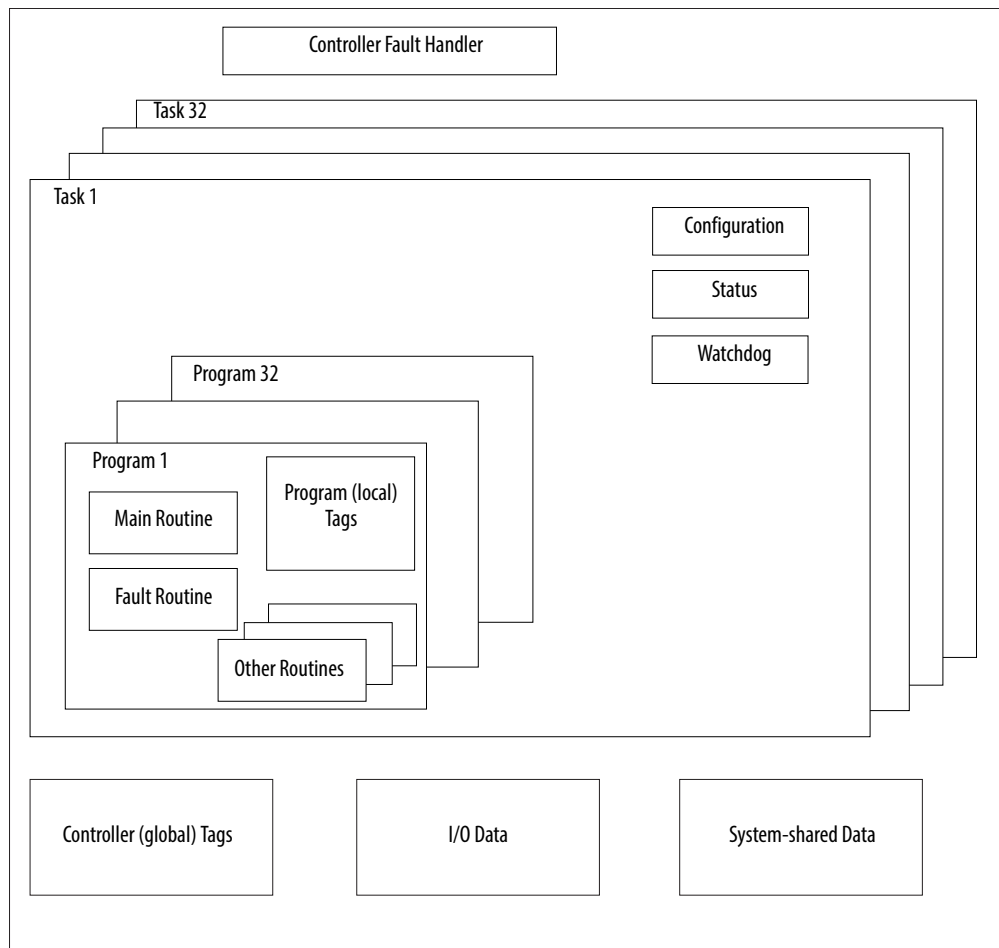 Controller Fault Handler
Task 32
Task 1
Configuration
Status
Watchdog
Program 32
Program 1
Program (local)
Tags
Main Routine
Fault Routine
Other Routines
Controller (global) Tags
I/O Data
System-shared Data